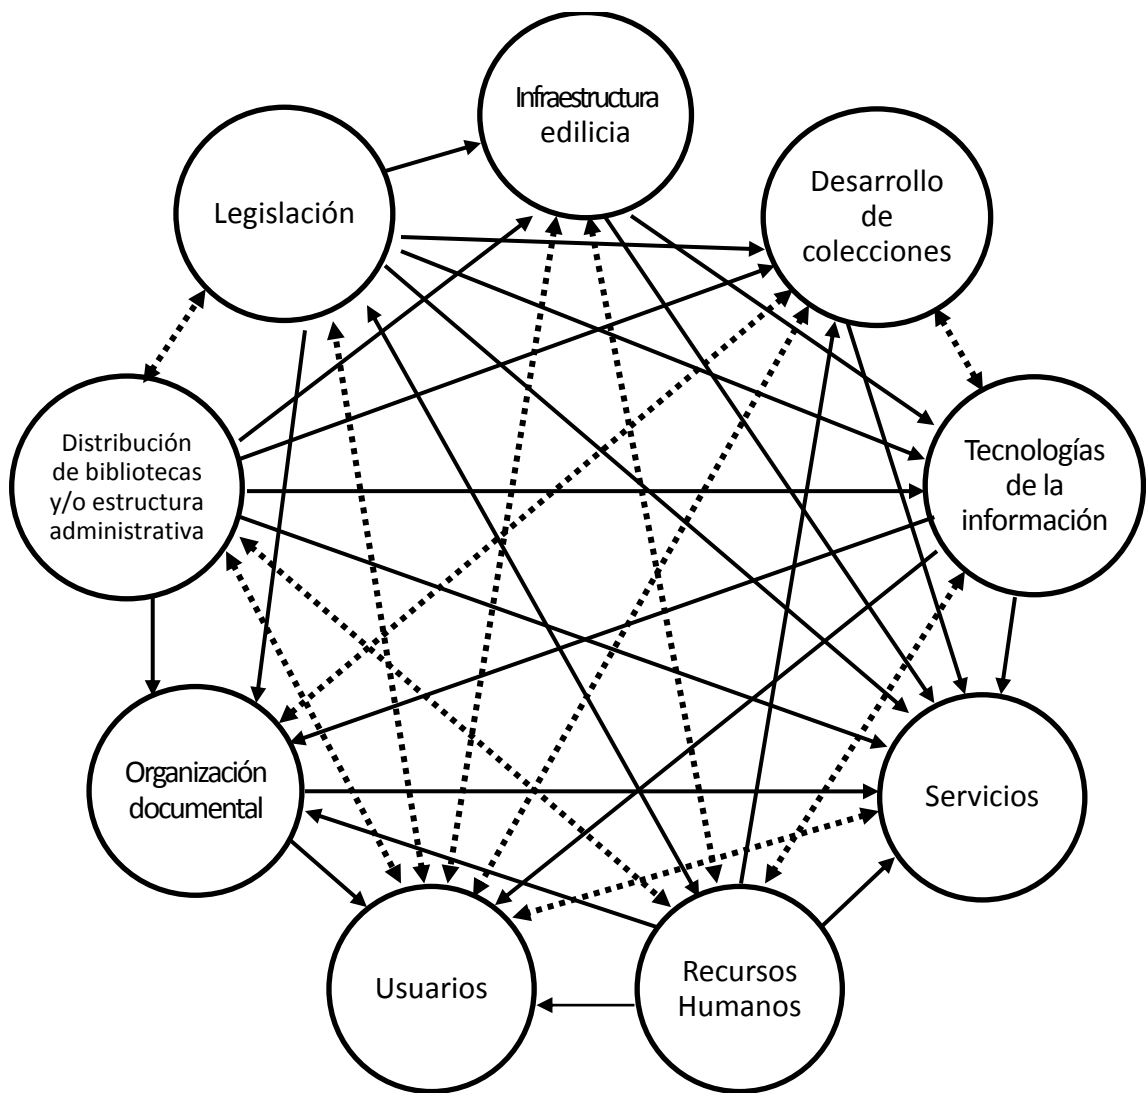 Infraestructura
edilicia
Legislación
Desarrollo
de
colecciones
Distribución
de bibliotecas
y/o estructura
administrativa
Tecnologías
de la
información
Organización
documental
Servicios
Usuarios
Recursos
Humanos